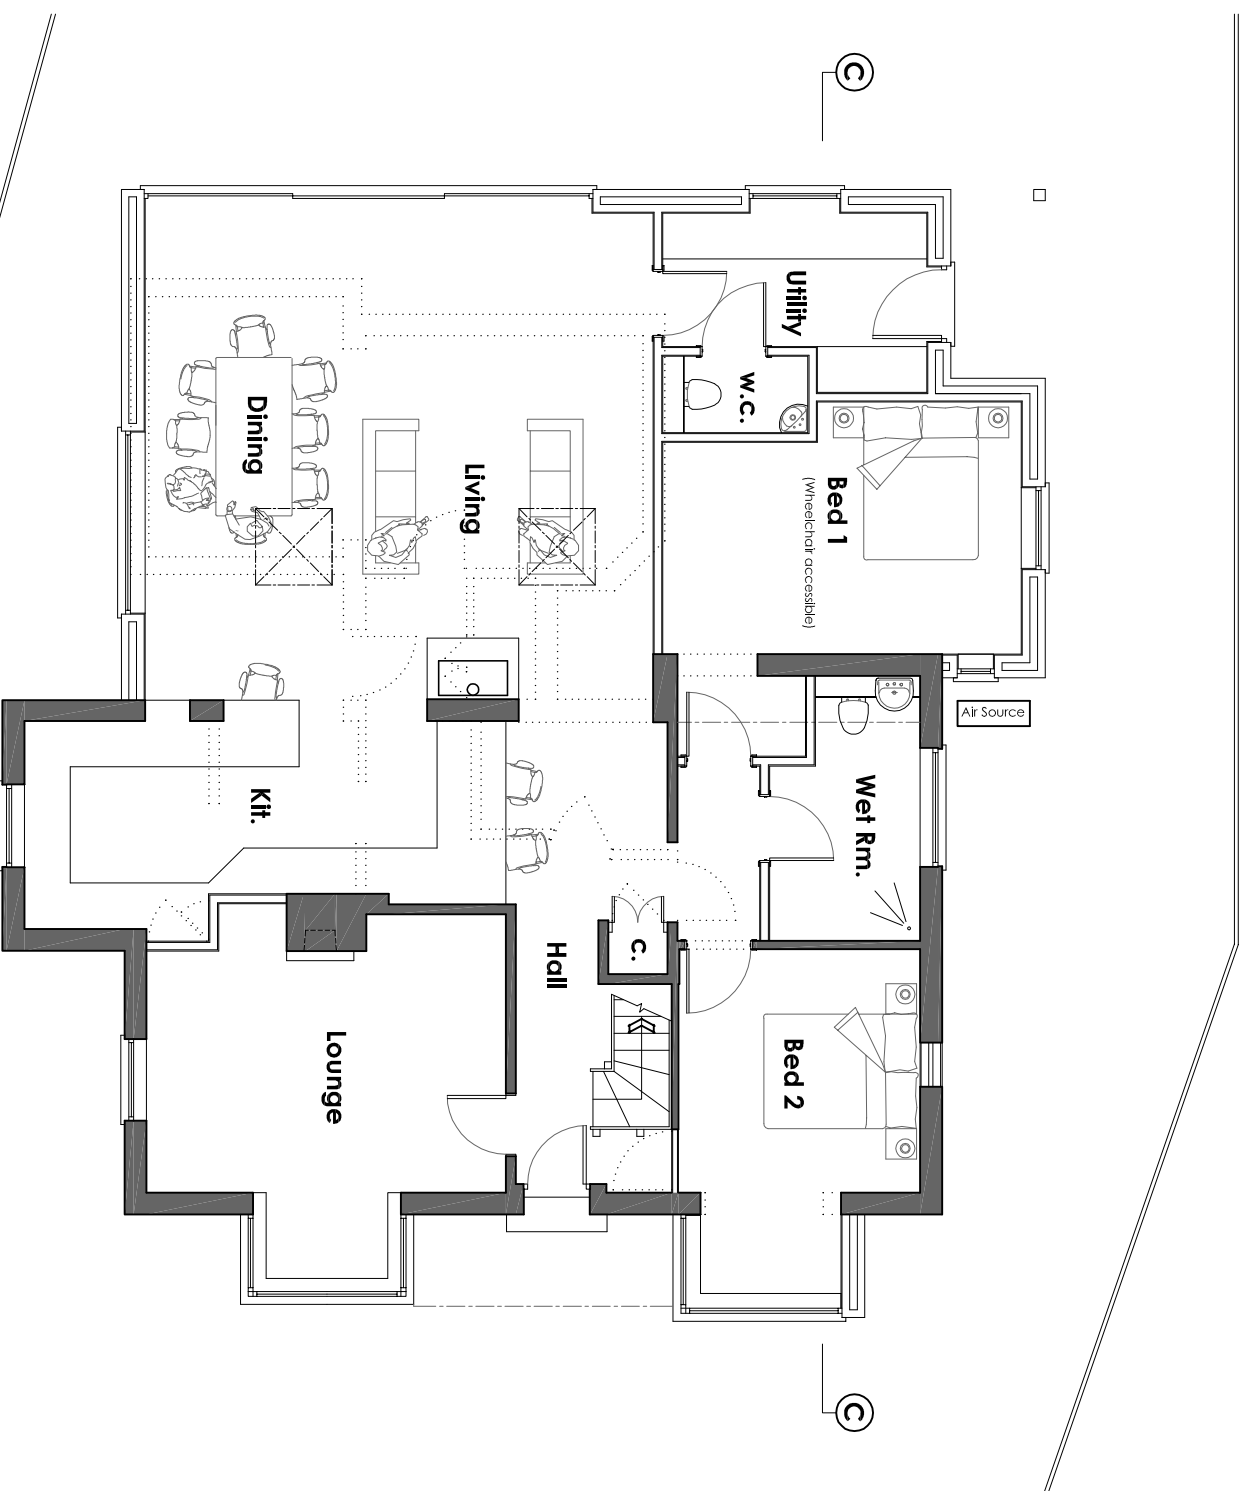 C
Utility
W.C.
Dining
Living
Bed 1
(Wheelchair accessible)
Air Source
Kit.
Wet Rm.
Hall
C.
Lounge
Bed 2
C